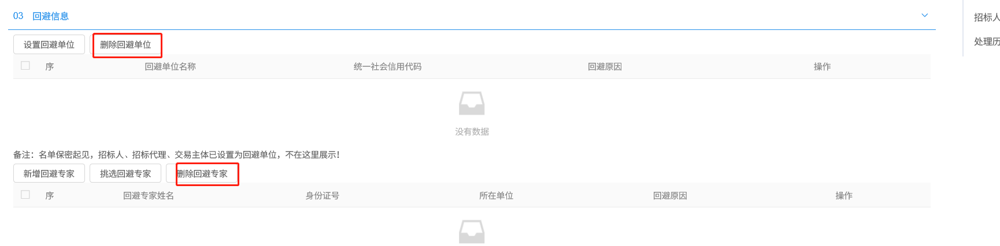 03 回避信息
招标人
设置回避单位 删除回避单位
处理历
序 回避单位名称 统一社会信用代码 回避原因 操作
没有数据
备注：名单保密起见，招标人、招标代理、交易主体已设置为回避单位，不在这里展示！
新增回避专家 挑选回避专家 删除回避专家
序 回避专家姓名 身份证号 所在单位 回避原因 操作